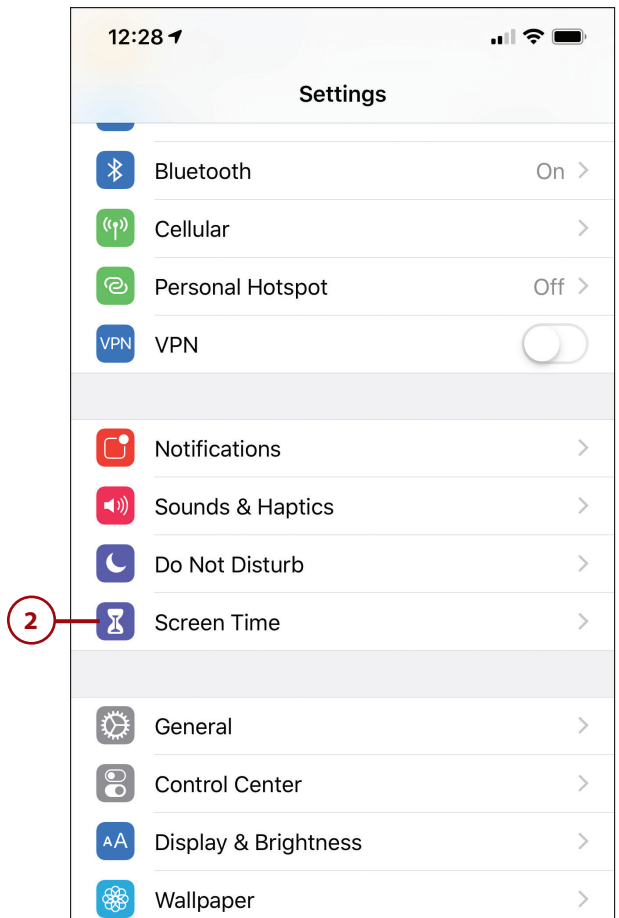 12:28
Settings
Bluetooth On
Cellular
Personal Hotspot Off
VPN VPN
Notifications
Sounds & Haptics
Do Not Disturb
2 Screen Time
General
Control Center
AA Display & Brightness
Wallpaper